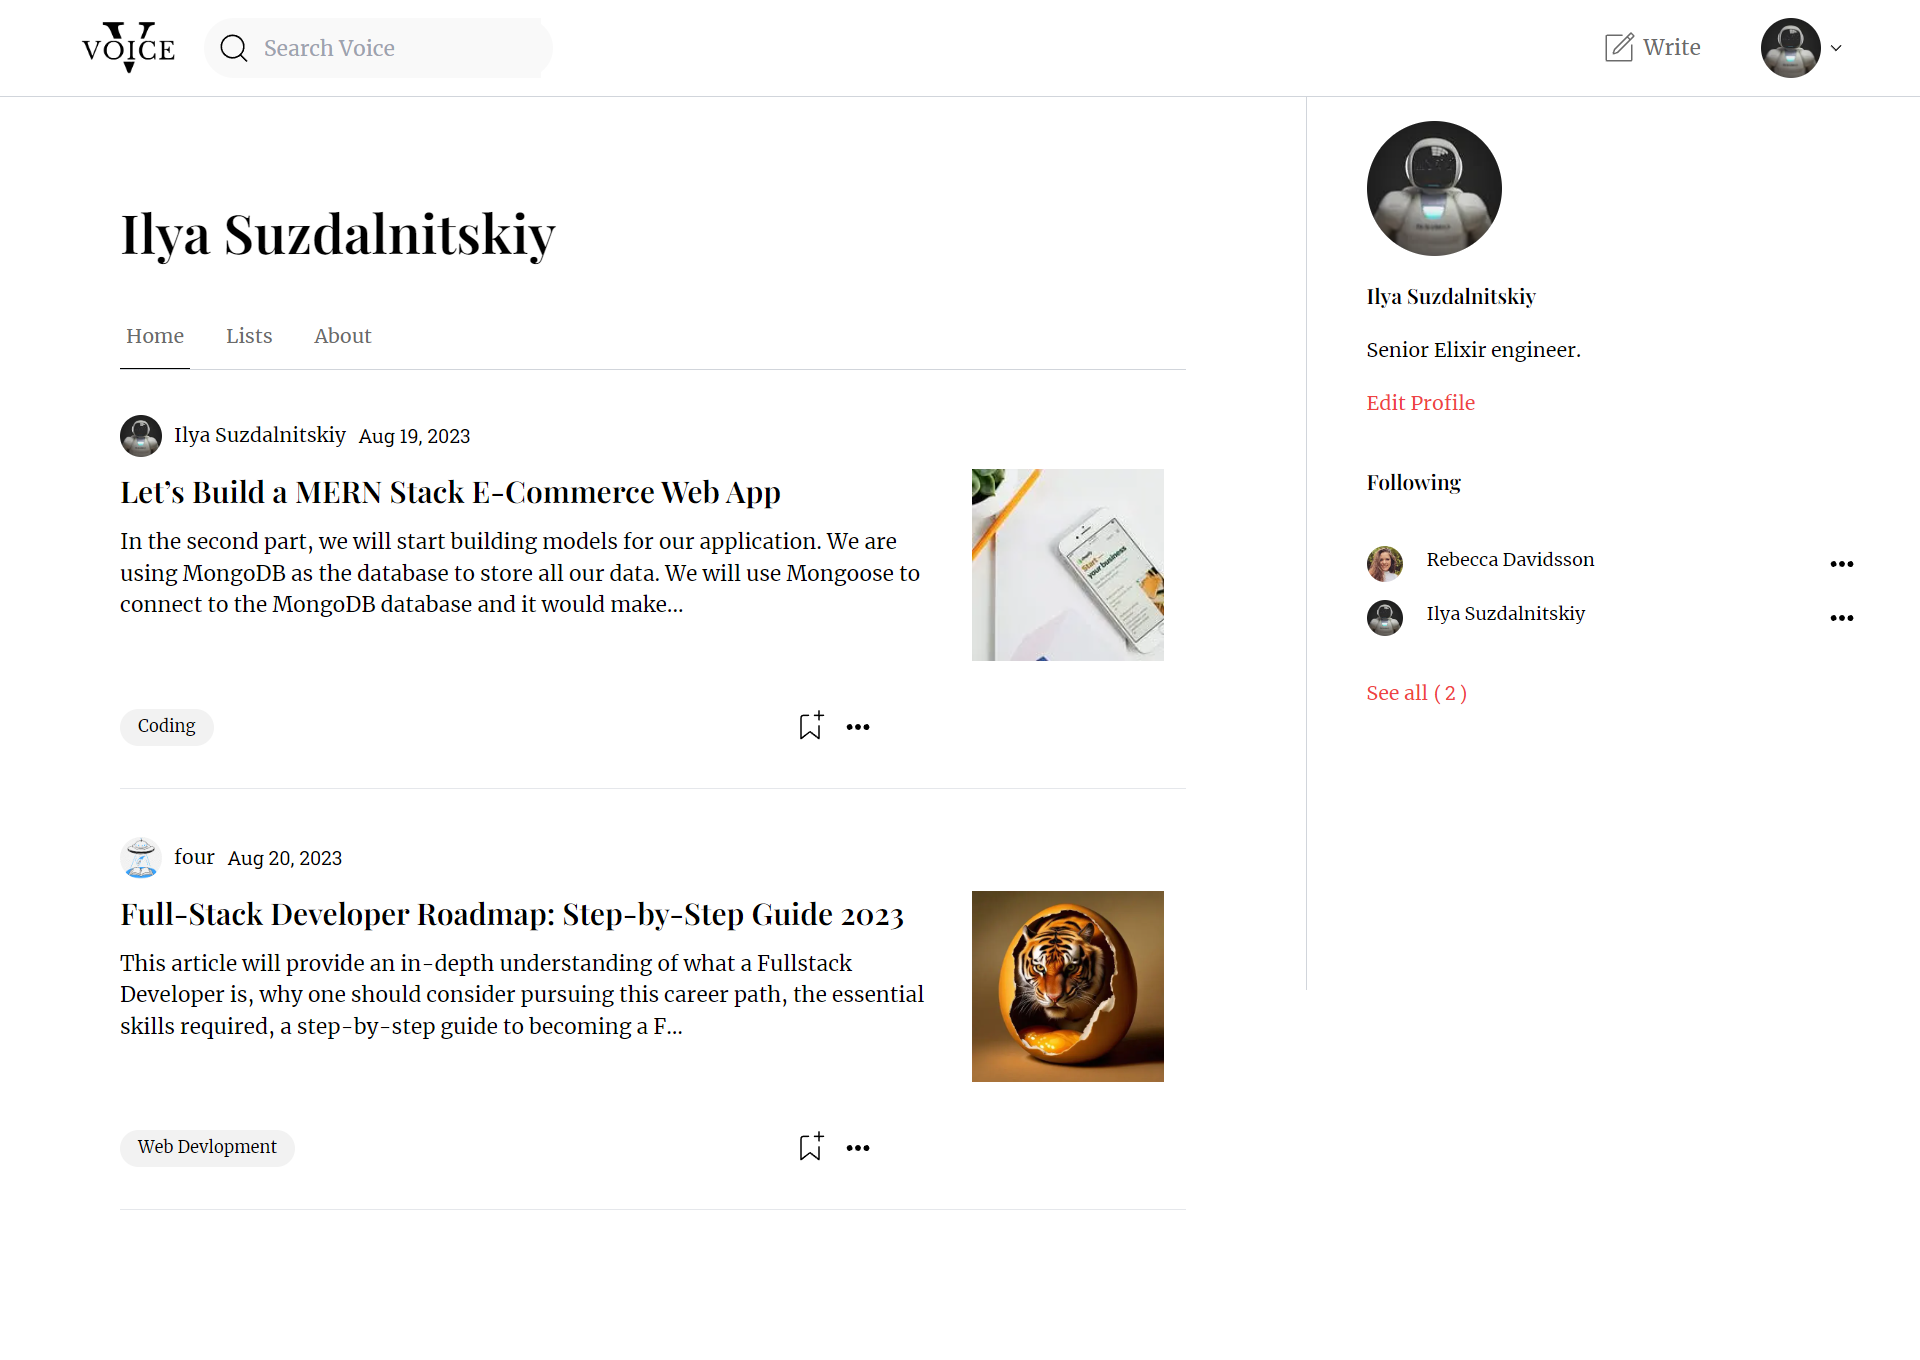 VOICE
Search Voice
Write
Ilya Suzdalnitskiy
Home
Lists
About
Ilya Suzdalnitskiy Aug 19, 2023
Let’s Build a MERN Stack E-Commerce Web App
In the second part, we will start building models for our application. We are
using MongoDB as the database to store all our data. We will use Mongoose to
connect to the MongoDB database and it would make...
Start
your business
Coding
four Aug 20, 2023
Full-Stack Developer Roadmap: Step-by-Step Guide 2023
This article will provide an in-depth understanding of what a Fullstack
Developer is, why one should consider pursuing this career path, the essential
skills required, a step-by-step guide to becoming a F...
Web Devlopment
Ilya Suzdalnitskiy
Senior Elixir engineer.
Edit Profile
Following
Rebecca Davidsson
Ilya Suzdalnitskiy
See all ( 2 )